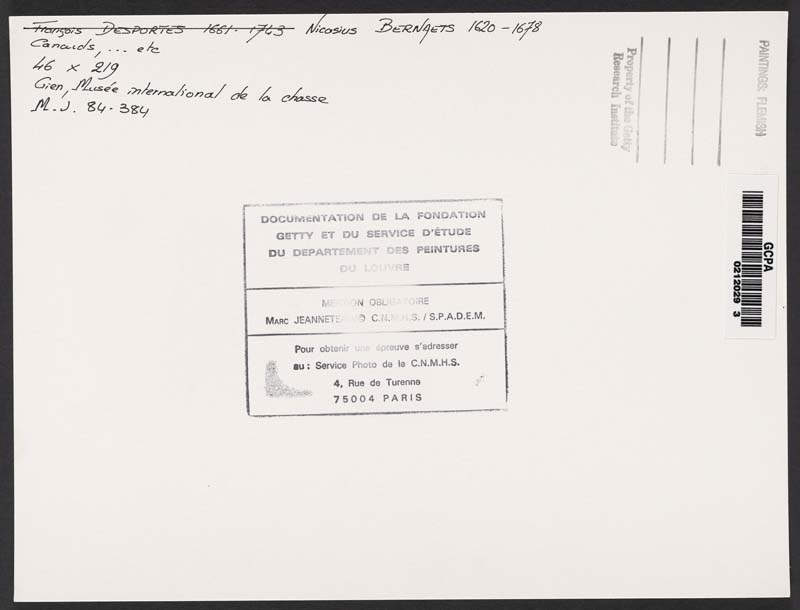 François DESPORTES 1661-1743 Nicasius BERNAETS 1620-1678
Canards, ... etc
46 x 219
Gien, Musée international de la chasse
M.J. 84-384
Property of the Getty
Research Institute
PAINTINGS: FLEMISH
GCPA
0212029 3
DOCUMENTATION DE LA FONDATION
GETTY ET DU SERVICE D'ÉTUDE
DU DEPARTEMENT DES PEINTURES
DU LOUVRE
MENTION OBLIGATOIRE
MARC JEANNETEAU © C.N.M.H.S. / S.P.A.D.E.M.
Pour obtenir une épreuve s'adresser
au : Service Photo de la C.N.M.H.S.
4, Rue de Turenne
75004 PARIS